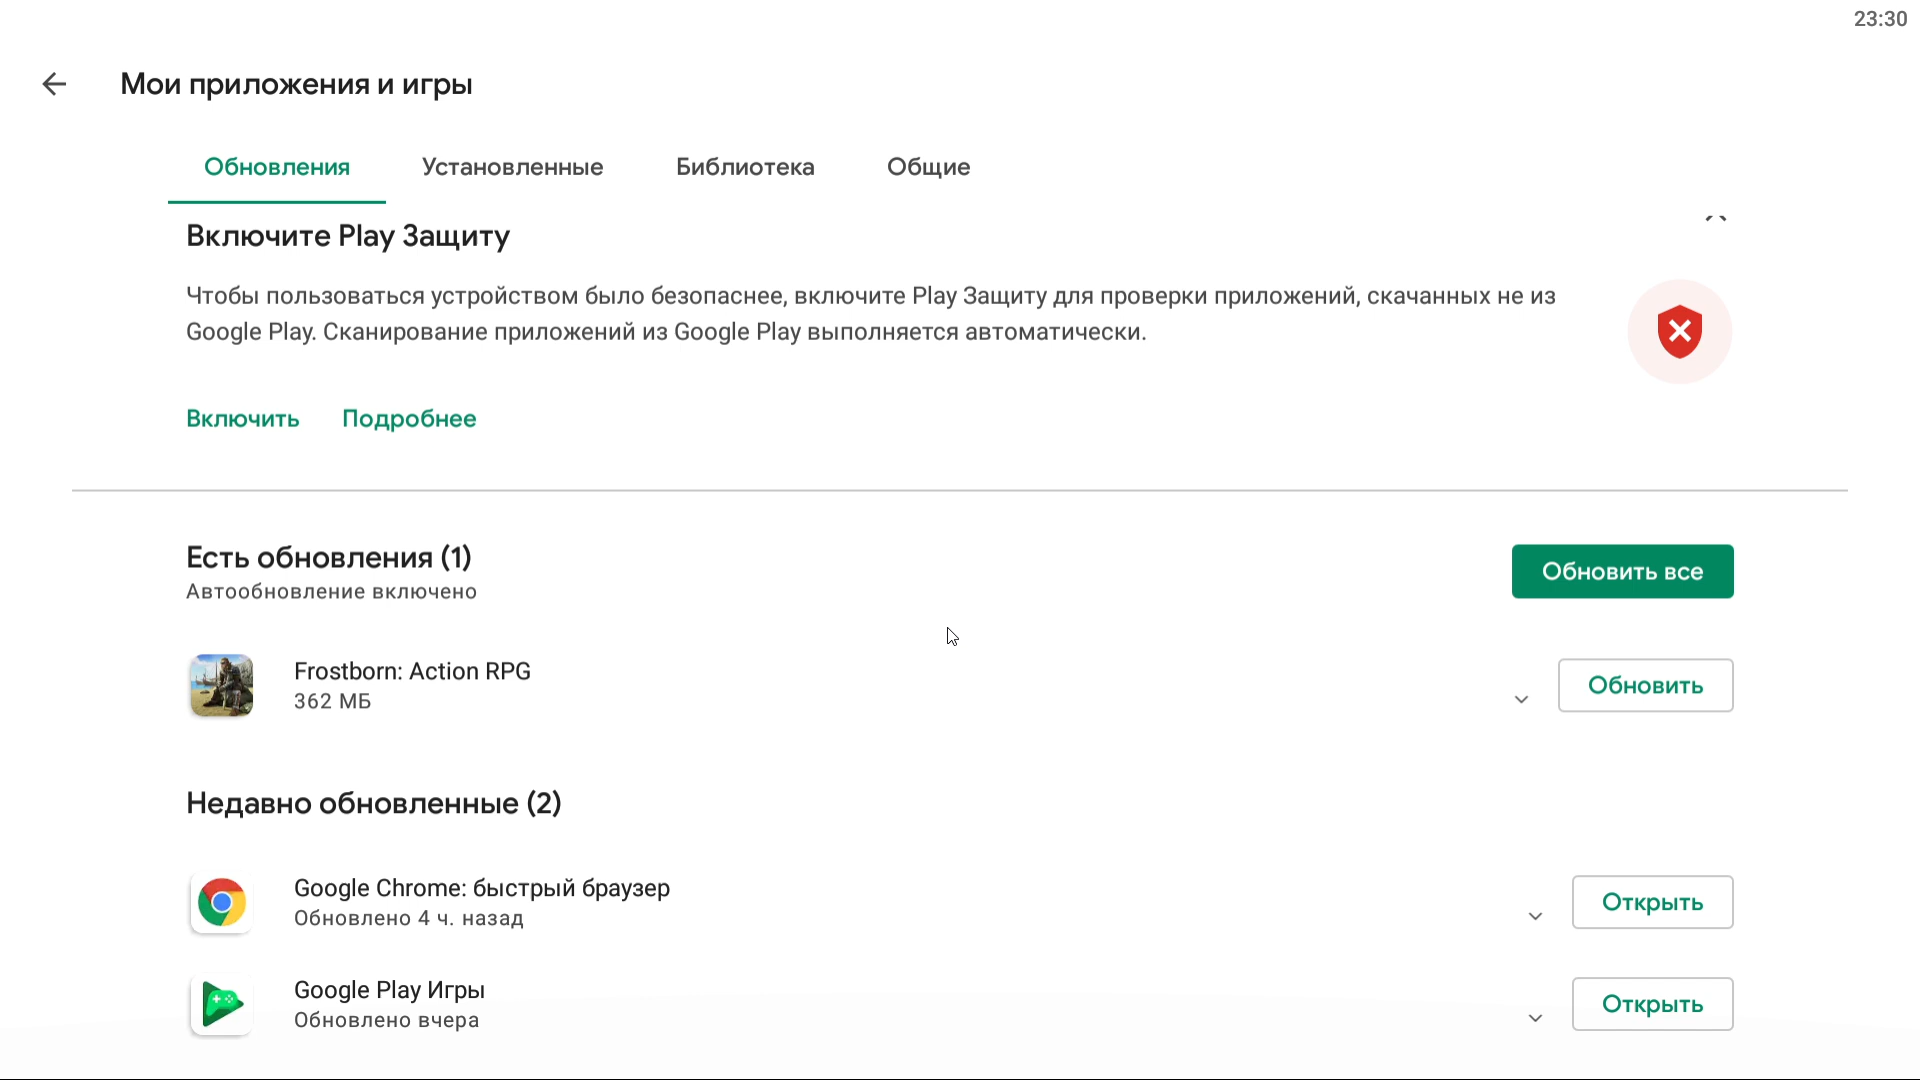 23:30
Мои приложения и игры
Обновления Установленные Библиотека Общие
Включите Play Защиту
Чтобы пользоваться устройством было безопаснее, включите Play Защиту для проверки приложений, скачанных не из
Google Play. Сканирование приложений из Google Play выполняется автоматически.
Включить Подробнее
Есть обновления (1)
Автообновление включено
Обновить все
Frostborn: Action RPG
362 МБ
Обновить
Недавно обновленные (2)
Google Chrome: быстрый браузер
Обновлено 4 ч. назад
Открыть
Google Play Игры
Обновлено вчера
Открыть